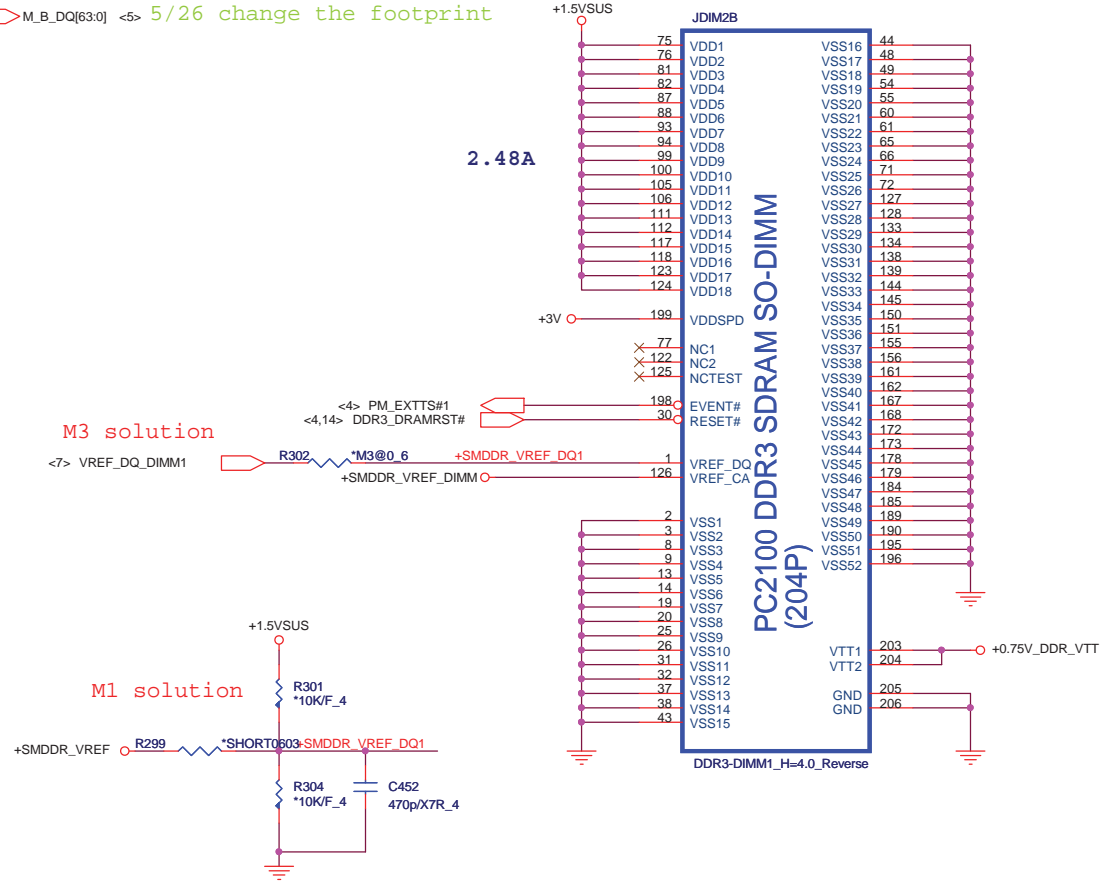 M_B_DQ[63:0] <5> 5/26 change the footprint
+1.5VSUS
JDIM2B
2.48A
75 VDD1
76 VDD2
81 VDD3
82 VDD4
87 VDD5
88 VDD6
93 VDD7
94 VDD8
99 VDD9
100 VDD10
105 VDD11
106 VDD12
111 VDD13
112 VDD14
117 VDD15
118 VDD16
123 VDD17
124 VDD18
+3V 199 VDDSPD
77 NC1
122 NC2
125 NCTEST
<4> PM_EXTTS#1 198 EVENT#
<4,14> DDR3_DRAMRST# 30 RESET#
M3 solution
<7> VREF_DQ_DIMM1 R302 *M3@0_6 +SMDDR_VREF_DQ1 1 VREF_DQ
+SMDDR_VREF_DIMM 126 VREF_CA
2 VSS1
3 VSS2
8 VSS3
9 VSS4
13 VSS5
14 VSS6
19 VSS7
20 VSS8
25 VSS9
26 VSS10
31 VSS11
32 VSS12
37 VSS13
38 VSS14
43 VSS15
PC2100 DDR3 SDRAM SO-DIMM
(204P)
VSS16 44
VSS17 48
VSS18 49
VSS19 54
VSS20 55
VSS21 60
VSS22 61
VSS23 65
VSS24 66
VSS25 71
VSS26 72
VSS27 127
VSS28 128
VSS29 133
VSS30 134
VSS31 138
VSS32 139
VSS33 144
VSS34 145
VSS35 150
VSS36 151
VSS37 155
VSS38 156
VSS39 161
VSS40 162
VSS41 167
VSS42 168
VSS43 172
VSS44 173
VSS45 178
VSS46 179
VSS47 184
VSS48 185
VSS49 189
VSS50 190
VSS51 195
VSS52 196
VTT1 203 +0.75V_DDR_VTT
VTT2 204
GND 205
GND 206
DDR3-DIMM1_H=4.0_Reverse
+1.5VSUS
M1 solution
R301
*10K/F_4
+SMDDR_VREF R299 *SHORT0603 +SMDDR_VREF_DQ1
R304
*10K/F_4
C452
470p/X7R_4